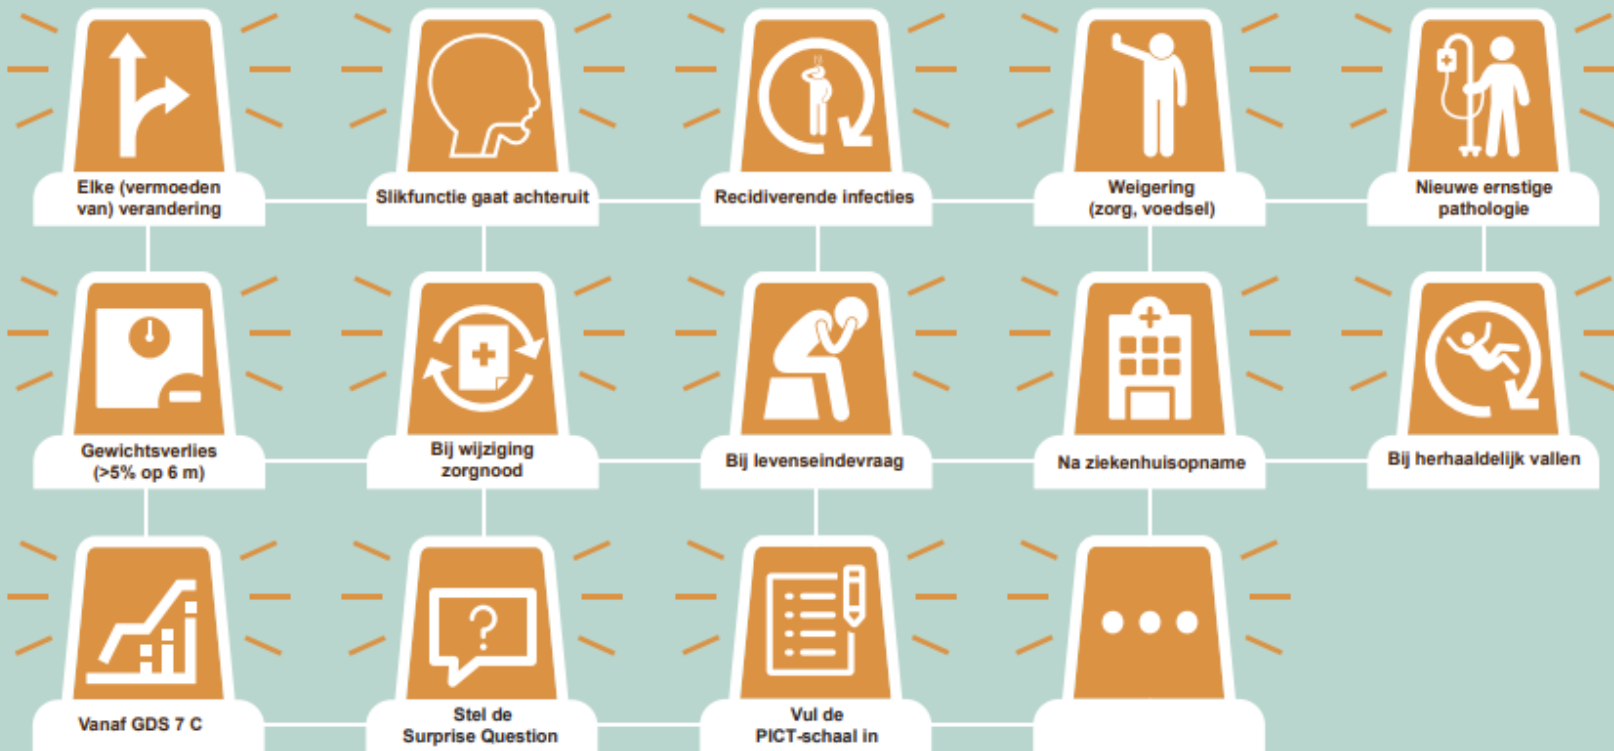 Elke (vermoeden
van) verandering
Slikfunctie gaat achteruit
Recidiverende infecties
Weigering
(zorg, voedsel)
Nieuwe ernstige
pathologie
Gewichtsverlies
(>5% op 6 m)
Bij wijziging
zorgnood
Bij levenseindevraag
Na ziekenhuisopname
Bij herhaaldelijk vallen
Vanaf GDS 7 C
Stel de
Surprise Question
Vul de
PICT-schaal in